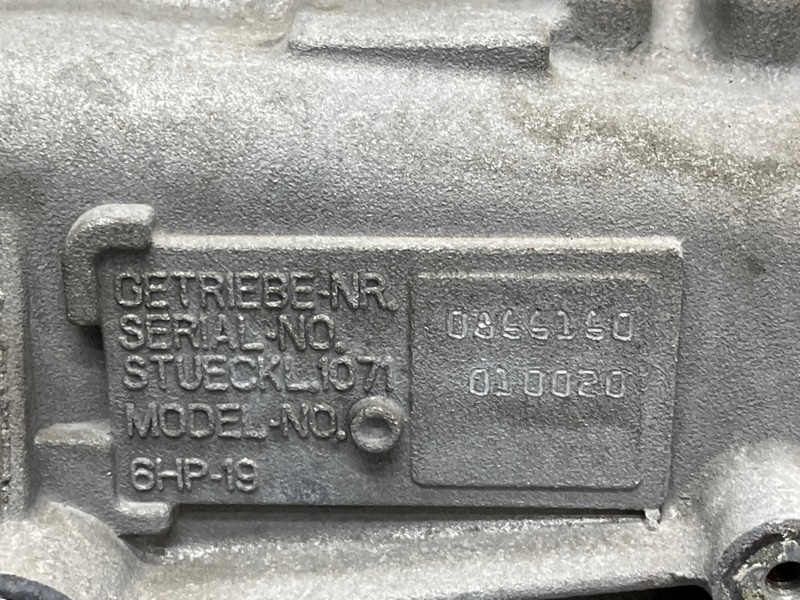 GETRIEBE-NR.
SERIAL-NO. 0866160
STUECKL.1071 010020
MODEL-NO.
6HP-19